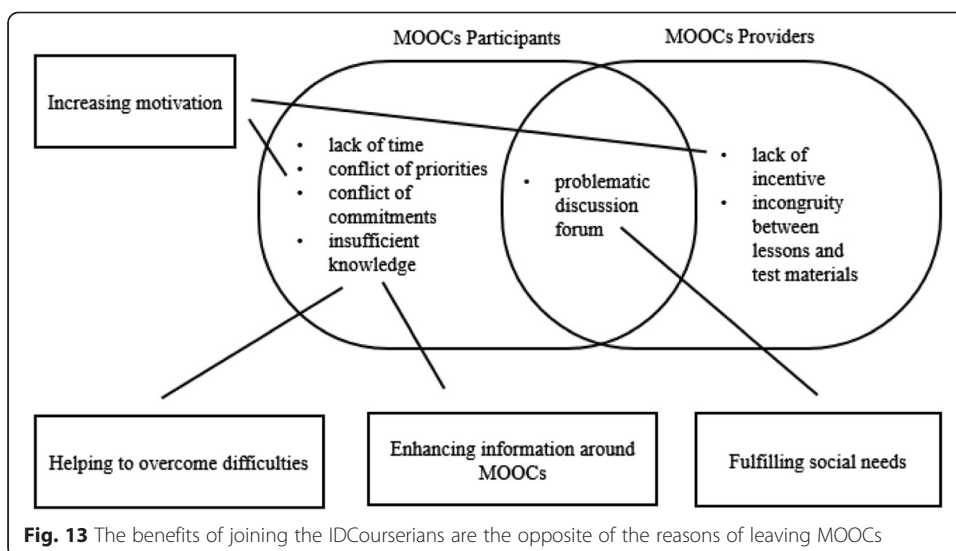 MOOCs Participants
MOOCs Providers
Increasing motivation
• lack of time
• conflict of priorities
• conflict of
commitments
• insufficient
knowledge
• problematic
discussion
forum
• lack of
incentive
• incongruity
between
lessons and
test materials
Helping to overcome difficulties
Enhancing information around
MOOCs
Fulfilling social needs
Fig. 13 The benefits of joining the IDCourserians are the opposite of the reasons of leaving MOOCs